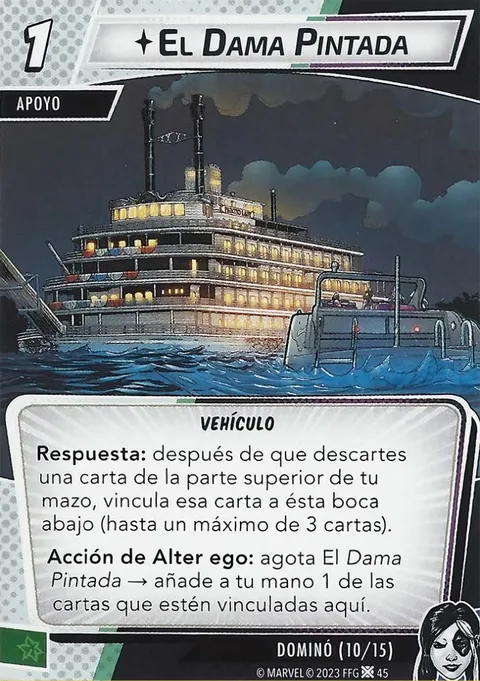 1
EL DAMA PINTADA
APOYO
VEHÍCULO
Respuesta: después de que descartes
una carta de la parte superior de tu
mazo, vincula esa carta a ésta boca
abajo (hasta un máximo de 3 cartas).
Acción de Alter ego: agota El Dama
Pintada → añade a tu mano 1 de las
cartas que estén vinculadas aquí.
DOMINÓ (10/15)
© MARVEL © 2023 FFG 45